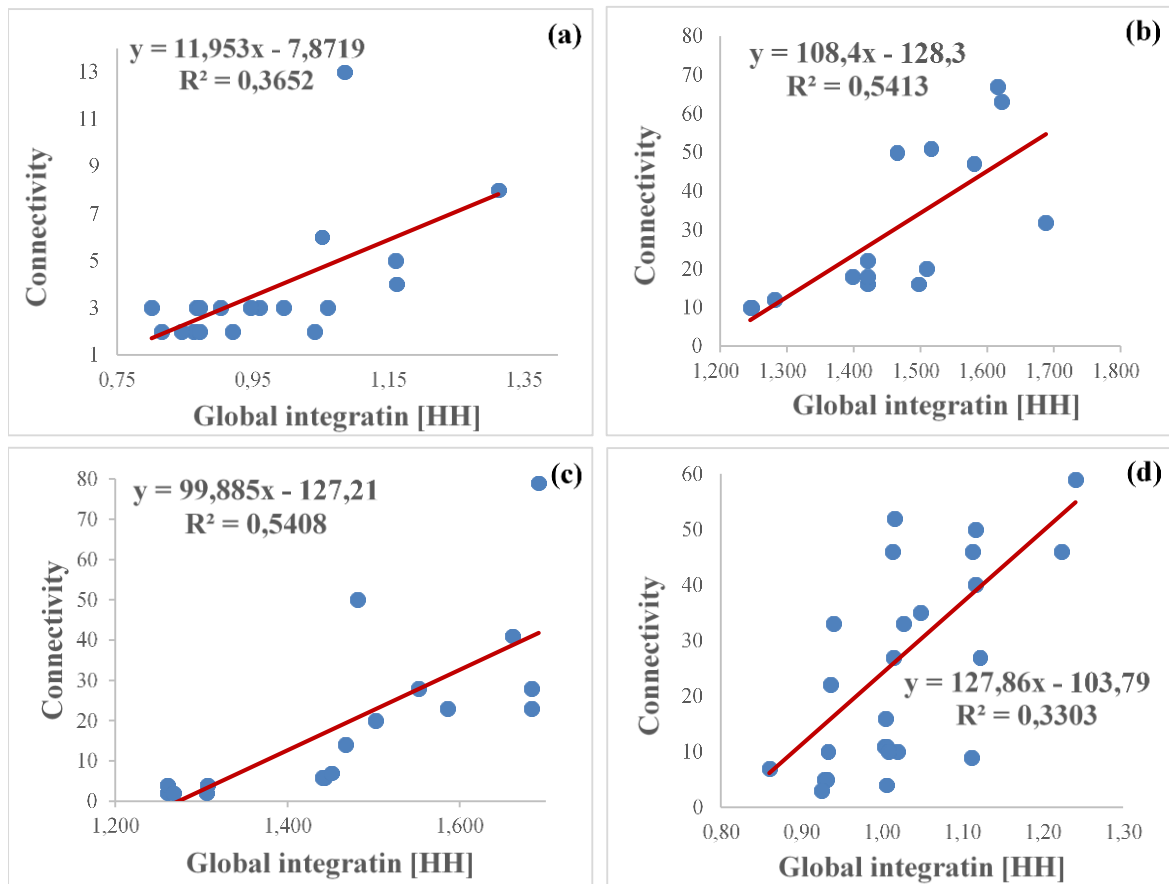 (a)
y = 11,953x - 7,8719
R² = 0,3652
Connectivity
13
11
9
7
5
3
1
0,75 0,95 1,15 1,35
Global integratin [HH]
(b)
y = 108,4x - 128,3
R² = 0,5413
Connectivity
80
70
60
50
40
30
20
10
0
1,200 1,300 1,400 1,500 1,600 1,700 1,800
Global integratin [HH]
(c)
y = 99,885x - 127,21
R² = 0,5408
Connectivity
80
70
60
50
40
30
20
10
0
1,200 1,400 1,600
Global integratin [HH]
(d)
Connectivity
60
50
40
30
20
10
0
y = 127,86x - 103,79
R² = 0,3303
0,80 0,90 1,00 1,10 1,20 1,30
Global integratin [HH]